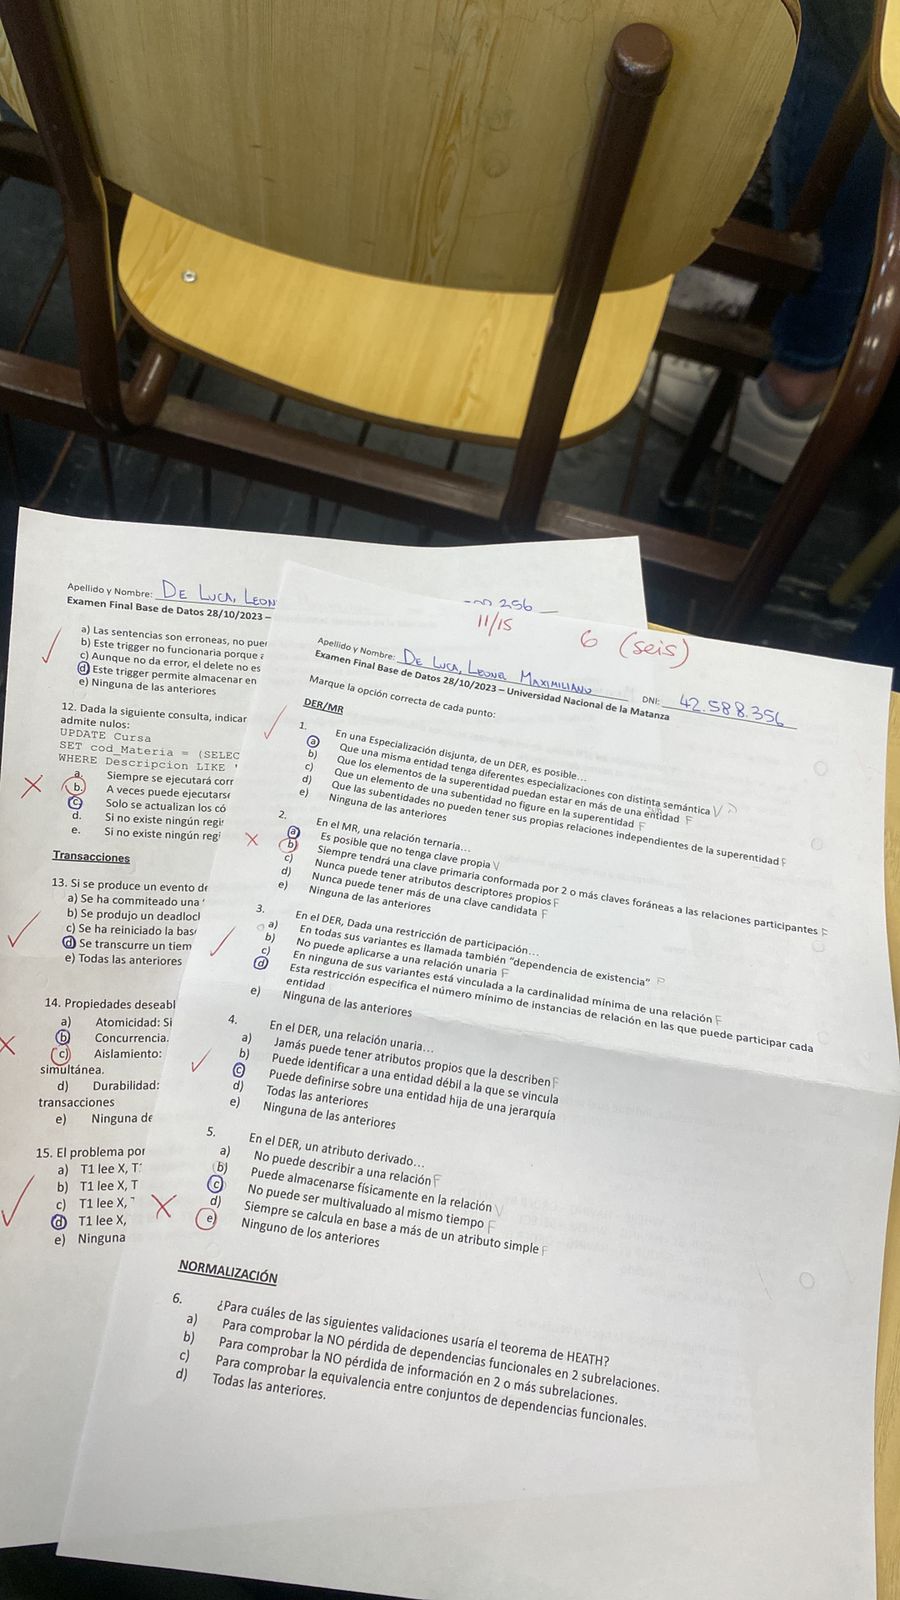 Apellido y Nombre: DE LUCA, LEON
Examen Final Base de Datos 28/10/2023 –
a) Las sentencias son erroneas, no
b) Este trigger no funcionaria porque
c) Aunque no da error, el delete no es
d) Este trigger permite almacenar en
e) Ninguna de las anteriores
12. Dada la siguiente consulta, indicar
admite nulos:
UPDATE Cursa
SET cod_Materia = (SELEC
WHERE Descripcion LIKE '
a. Siempre se ejecutará
b. A veces puede ejecutarse
c. Solo se actualizan los
d. Si no existe ningún
e. Si no existe ningún
Transacciones
13. Si se produce un evento de
a) Se ha commiteado una
b) Se produjo un
c) Se ha reiniciado la
d) Se transcurre un
e) Todas las anteriores
14. Propiedades
a) Atomicidad: Si
b) Concurrencia.
c) Aislamiento:
simultánea.
d) Durabilidad:
transacciones
e) Ninguna de
15. El problema por
a) T1 lee X,
b) T1 lee X, T
c) T1 lee X,
d) T1 lee X,
e) Ninguna
256
11/15
6 (seis)
Apellido y Nombre: DE LUCA, LEONEL MAXIMILIANO DNI: 42.588.356
Examen Final Base de Datos 28/10/2023 – Universidad Nacional de la Matanza
Marque la opción correcta de cada punto:
DER/MR
1. En una Especialización disjunta, de un DER, es posible...
a) Que una misma entidad tenga diferentes especializaciones con distinta semántica V
b) Que los elementos de la superentidad puedan estar en más de una entidad F
c) Que un elemento de una subentidad no figure en la superentidad F
d) Que las subentidades no pueden tener sus propias relaciones independientes de la superentidad F
e) Ninguna de las anteriores
2. En el MR, una relación ternaria...
a) Es posible que no tenga clave propia V
b) Siempre tendrá una clave primaria conformada por 2 o más claves foráneas a las relaciones participantes F
c) Nunca puede tener atributos descriptores propios F
d) Nunca puede tener más de una clave candidata F
e) Ninguna de las anteriores
3. En el DER, Dada una restricción de participación...
a) En todas sus variantes es llamada también "dependencia de existencia" F
b) No puede aplicarse a una relación unaria F
c) En ninguna de sus variantes está vinculada a la cardinalidad mínima de una relación F
d) Esta restricción especifica el número mínimo de instancias de relación en las que puede participar cada
entidad
e) Ninguna de las anteriores
4. En el DER, una relación unaria...
a) Jamás puede tener atributos propios que la describen F
b) Puede identificar a una entidad débil a la que se vincula
c) Puede definirse sobre una entidad hija de una jerarquía
d) Todas las anteriores
e) Ninguna de las anteriores
5. En el DER, un atributo derivado...
a) No puede describir a una relación F
b) Puede almacenarse físicamente en la relación V
c) No puede ser multivaluado al mismo tiempo F
d) Siempre se calcula en base a más de un atributo simple F
e) Ninguno de los anteriores
NORMALIZACIÓN
6. ¿Para cuáles de las siguientes validaciones usaría el teorema de HEATH?
a) Para comprobar la NO pérdida de dependencias funcionales en 2 subrelaciones.
b) Para comprobar la NO pérdida de información en 2 o más subrelaciones.
c) Para comprobar la equivalencia entre conjuntos de dependencias funcionales.
d) Todas las anteriores.